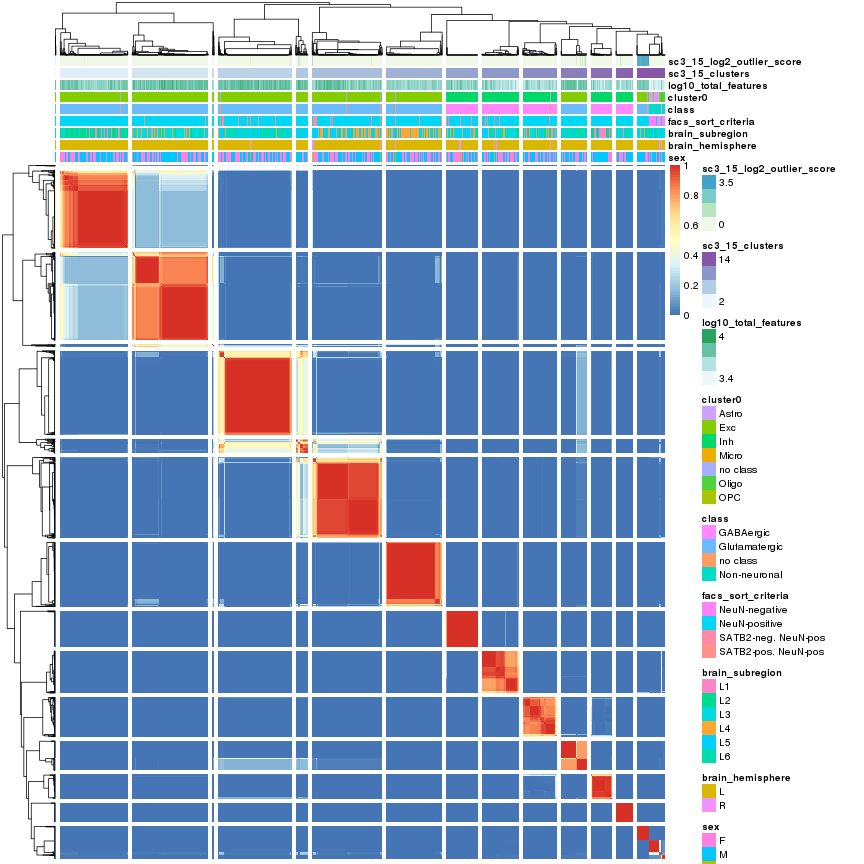 sc3_15_log2_outlier_score
sc3_15_clusters
log10_total_features
cluster0
class
facs_sort_criteria
brain_subregion
brain_hemisphere
sex
1
0.8
0.6
0.4
0.2
0
sc3_15_log2_outlier_score
3.5
0
sc3_15_clusters
14
2
log10_total_features
4
3.4
cluster0
Astro
Exc
Inh
Micro
no class
Oligo
OPC
class
GABAergic
Glutamatergic
no class
Non-neuronal
facs_sort_criteria
NeuN-negative
NeuN-positive
SATB2-neg. NeuN-pos
SATB2-pos. NeuN-pos
brain_subregion
L1
L2
L3
L4
L5
L6
brain_hemisphere
L
R
sex
F
M